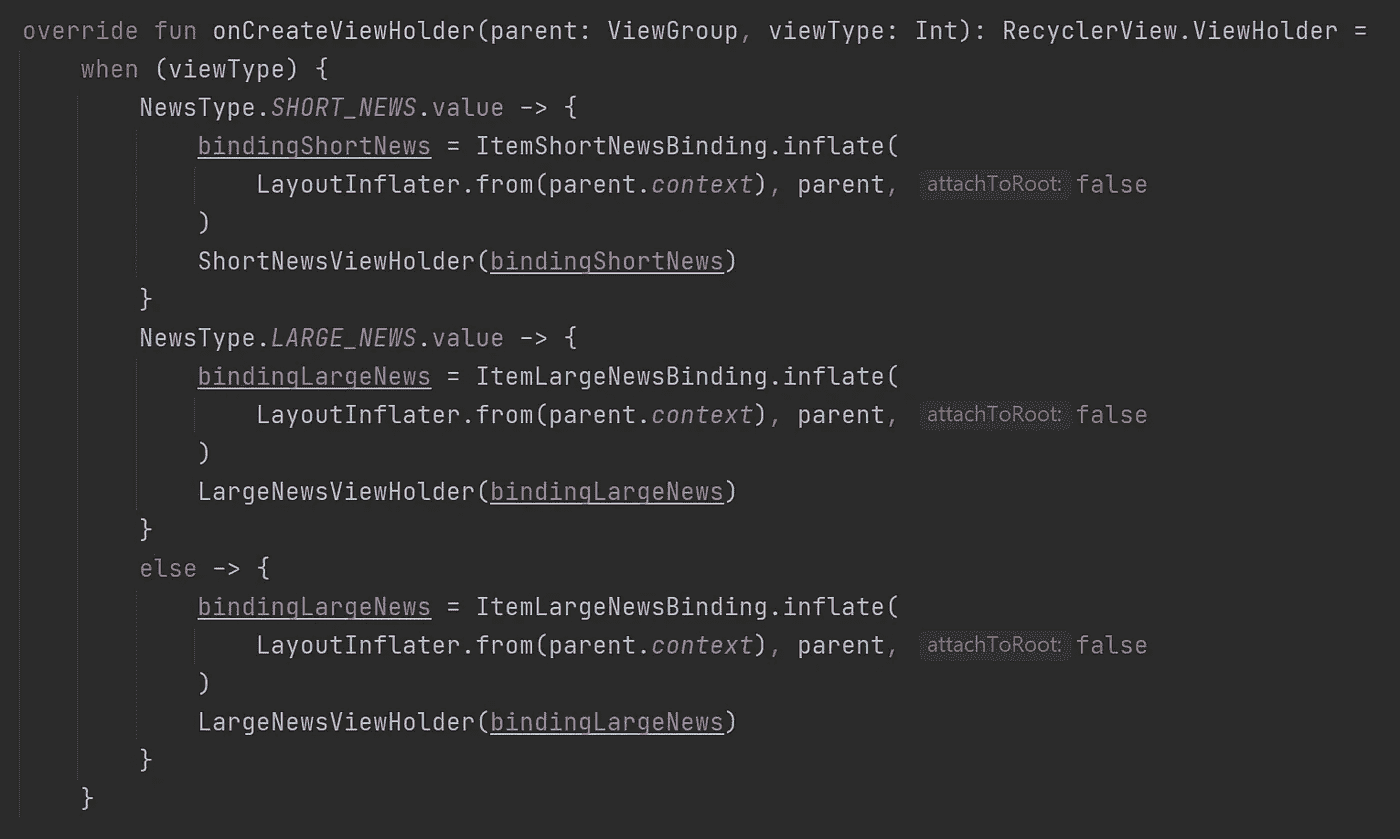 override fun onCreateViewHolder(parent: ViewGroup, viewType: Int): RecyclerView.ViewHolder =
when (viewType) {
NewsType.SHORT_NEWS.value -> {
bindingShortNews = ItemShortNewsBinding.inflate(
LayoutInflater.from(parent.context), parent, attachToRoot: false
)
ShortNewsViewHolder(bindingShortNews)
}
NewsType.LARGE_NEWS.value -> {
bindingLargeNews = ItemLargeNewsBinding.inflate(
LayoutInflater.from(parent.context), parent, attachToRoot: false
)
LargeNewsViewHolder(bindingLargeNews)
}
else -> {
bindingLargeNews = ItemLargeNewsBinding.inflate(
LayoutInflater.from(parent.context), parent, attachToRoot: false
)
LargeNewsViewHolder(bindingLargeNews)
}
}